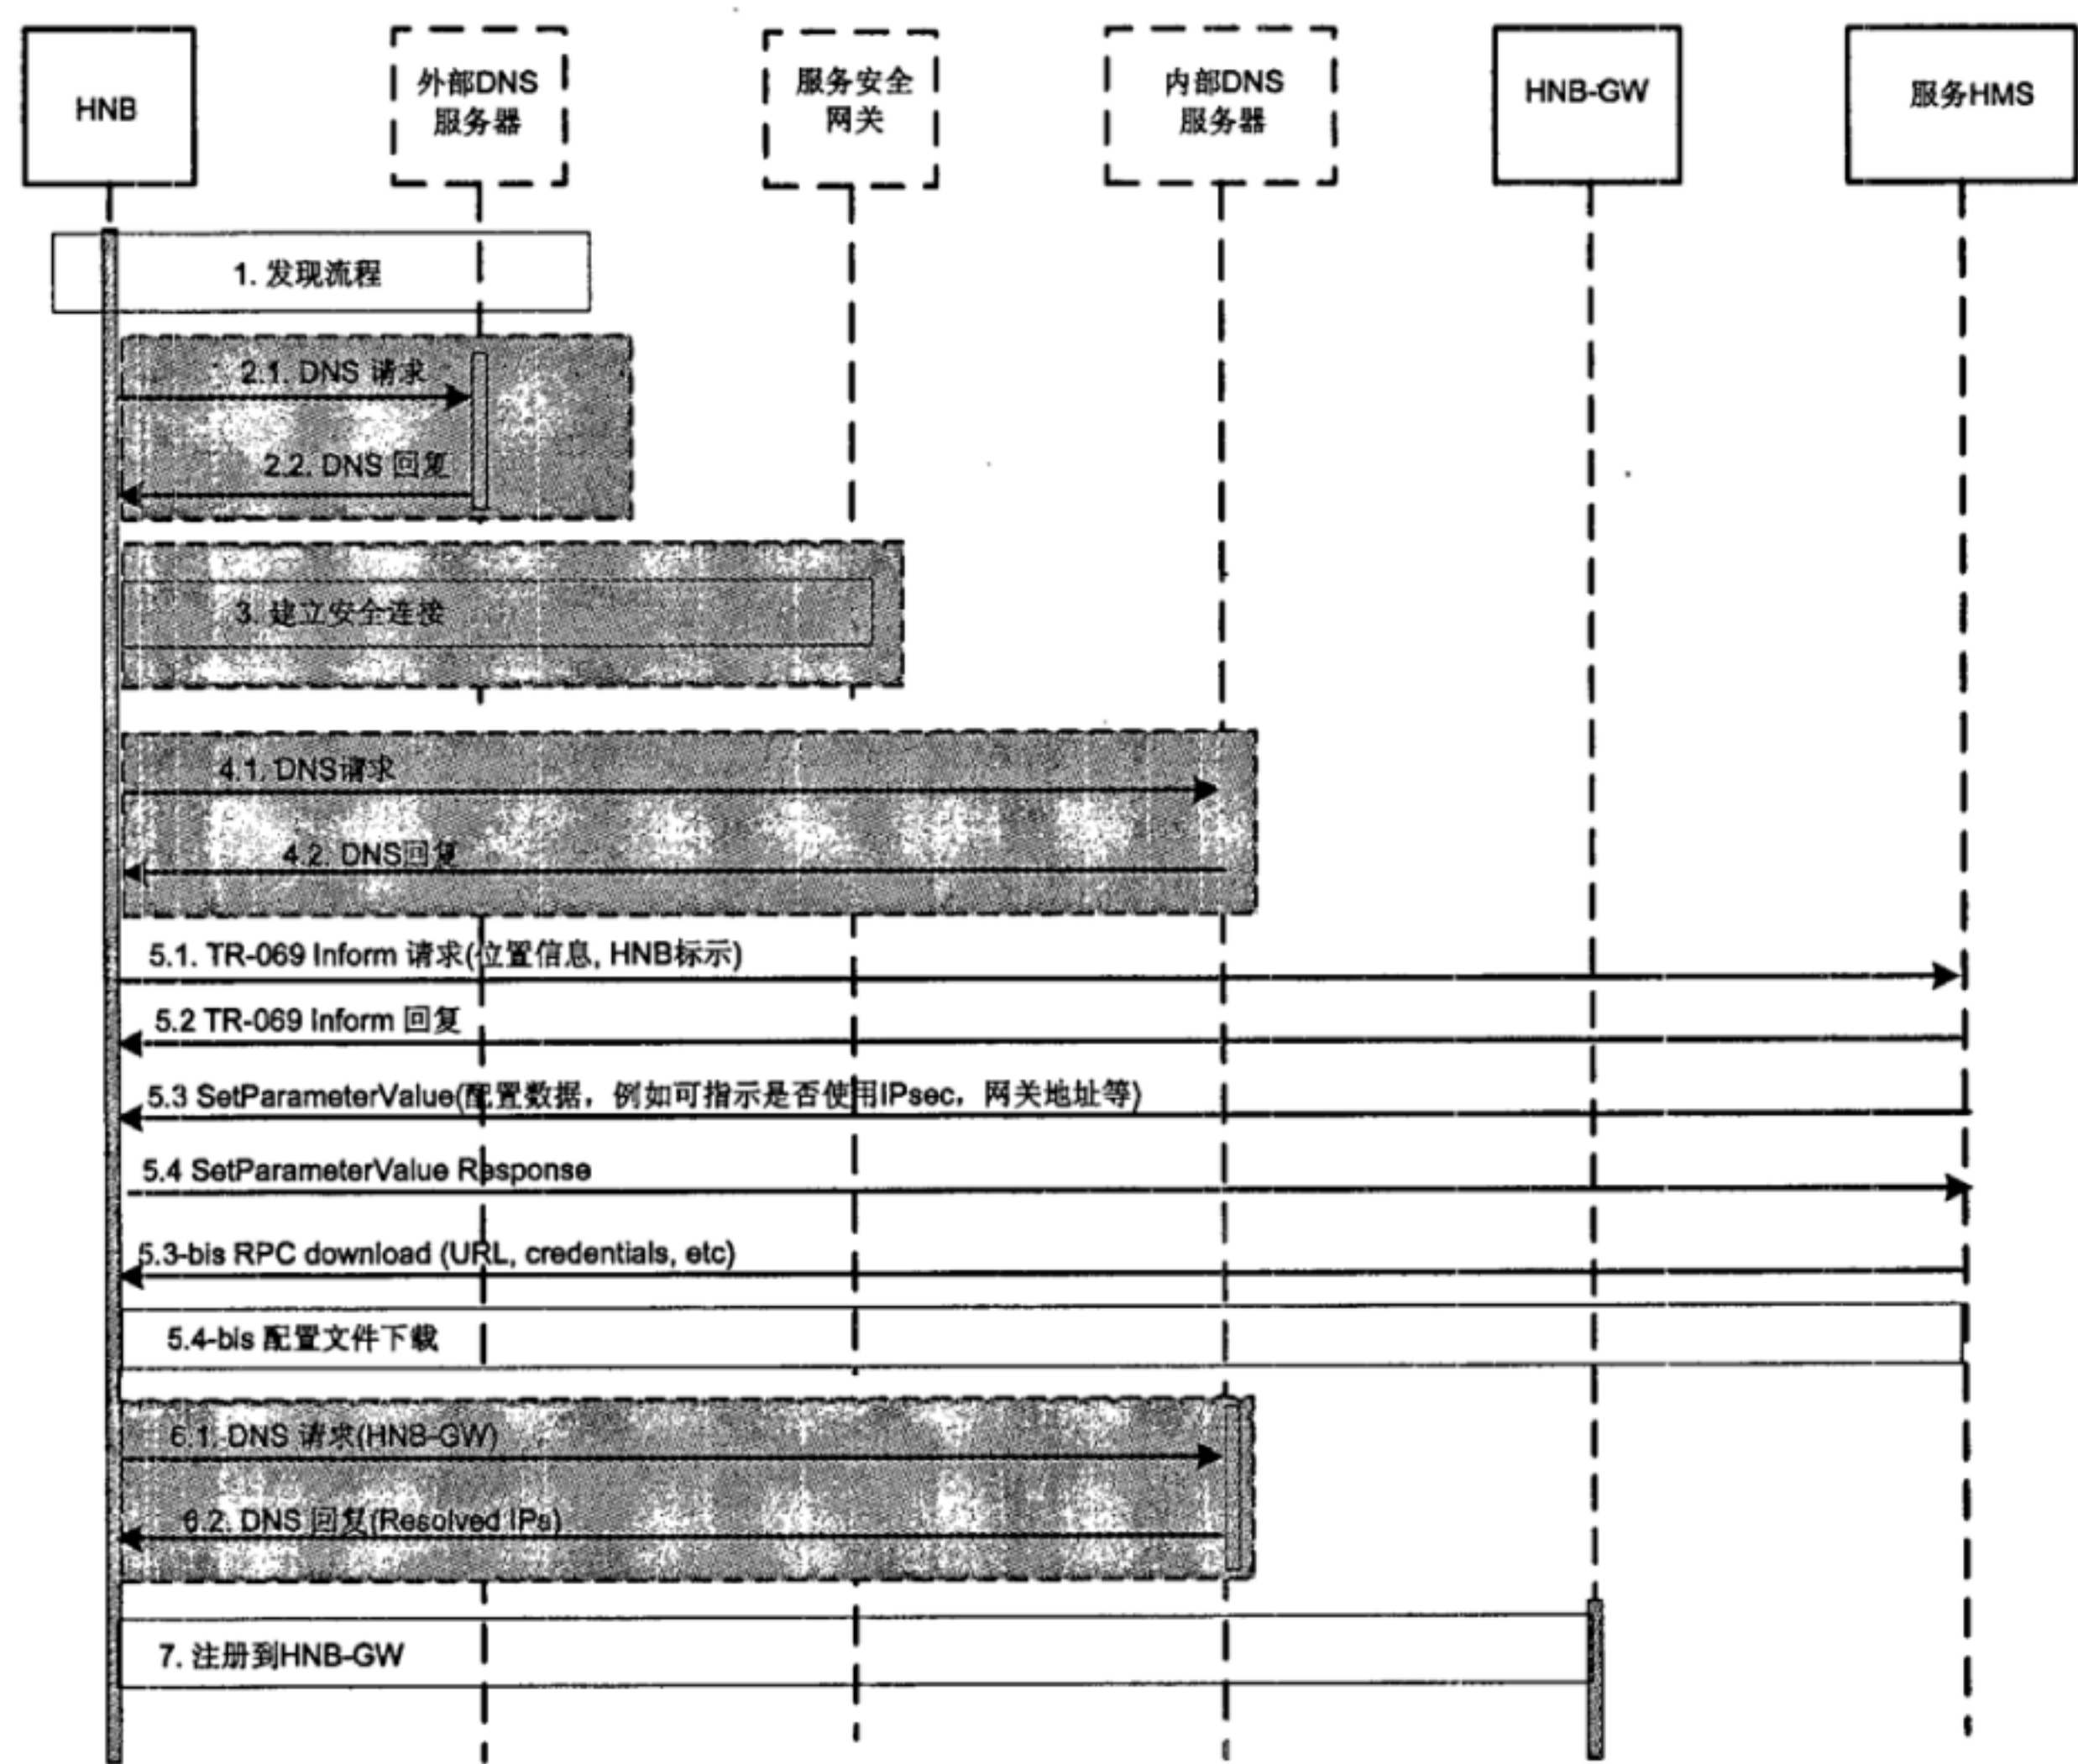 HNB
外部DNS
服务器
服务安全
网关
内部DNS
服务器
HNB-GW
服务HMS
1. 发现流程
2.1. DNS 请求
2.2. DNS 回复
3. 建立安全连接
4.1. DNS请求
4.2. DNS回复
5.1. TR-069 Inform 请求(位置信息, HNB标示)
5.2 TR-069 Inform 回复
5.3 SetParameterValue(配置数据，例如可指示是否使用IPsec，网关地址等)
5.4 SetParameterValue Response
5.3-bis RPC download (URL, credentials, etc)
5.4-bis 配置文件下载
6.1. DNS 请求(HNB-GW)
6.2. DNS 回复(Resolved IPs)
7. 注册到HNB-GW